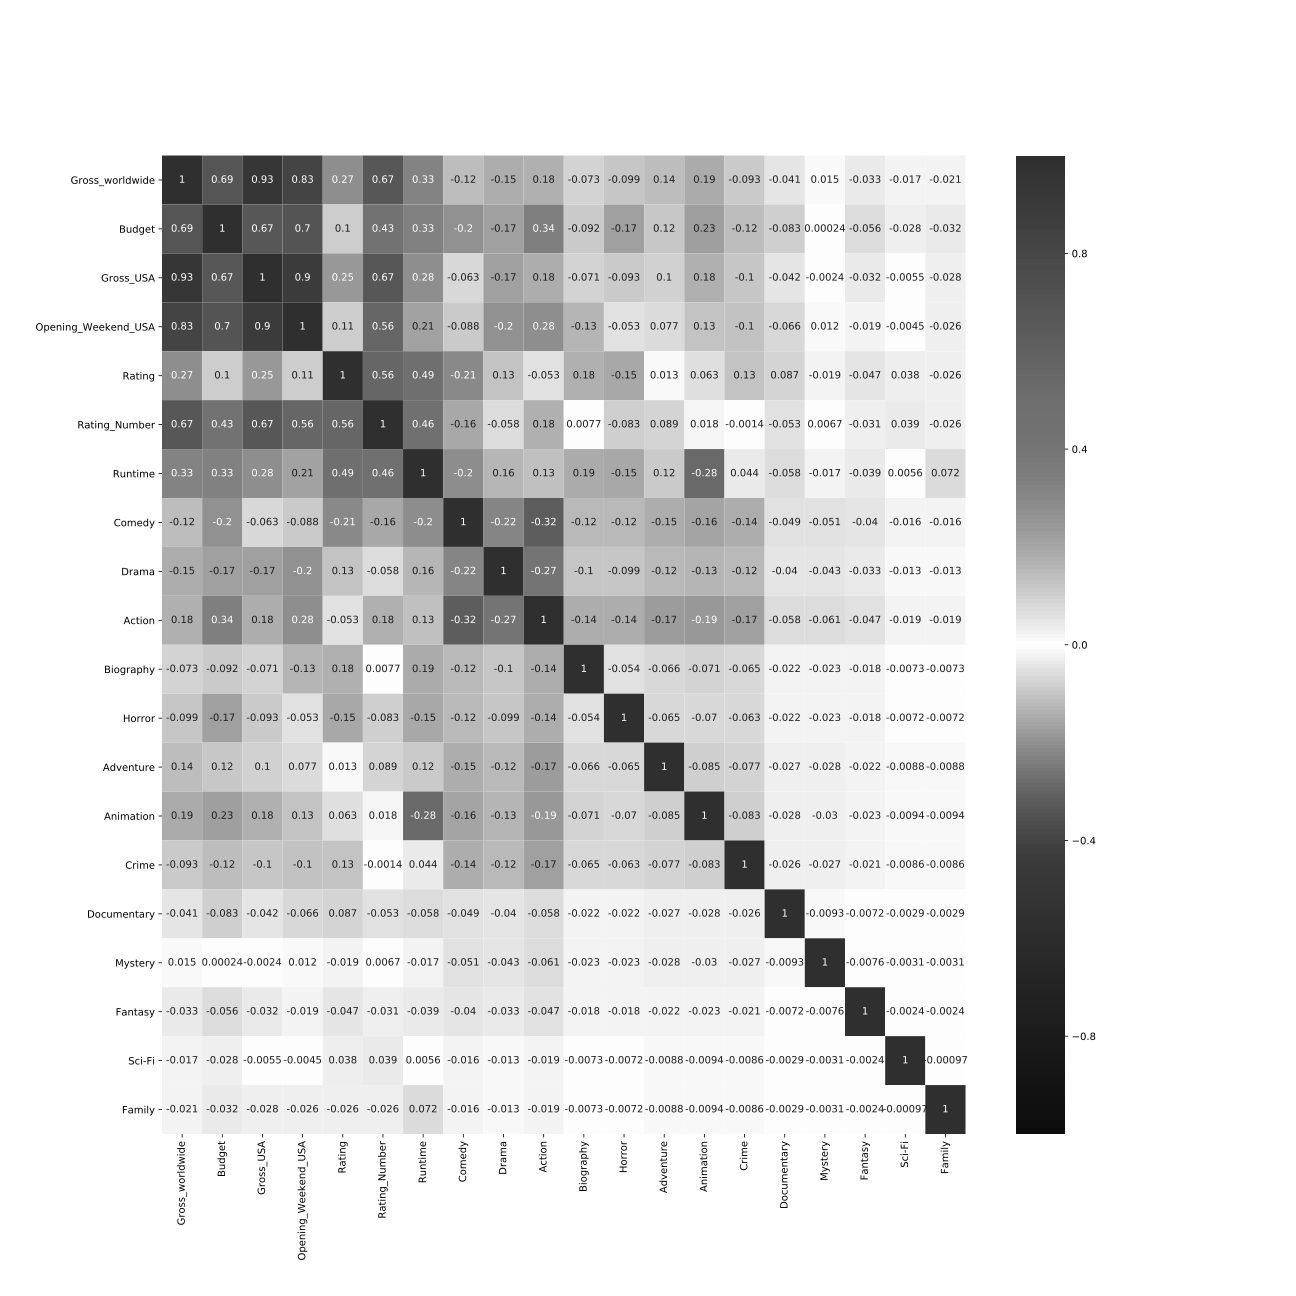 Gross_worldwide 1 0.69 0.93 0.83 0.27 0.67 0.33 -0.12 -0.15 0.18 -0.073 -0.099 0.14 0.19 -0.093 -0.041 0.015 -0.033 -0.017 -0.021
Budget 0.69 1 0.67 0.7 0.1 0.43 0.33 -0.2 -0.17 0.34 -0.092 -0.17 0.12 0.23 -0.12 -0.083 0.00024 -0.056 -0.028 -0.032
0.8
Gross_USA 0.93 0.67 1 0.9 0.25 0.67 0.28 -0.063 -0.17 0.18 -0.071 -0.093 0.1 0.18 -0.1 -0.042 -0.0024 -0.032 -0.0055 -0.028
Opening_Weekend_USA 0.83 0.7 0.9 1 0.11 0.56 0.21 -0.088 -0.2 0.28 -0.13 -0.053 0.077 0.13 -0.1 -0.066 0.012 -0.019 -0.0045 -0.026
Rating 0.27 0.1 0.25 0.11 1 0.56 0.49 -0.21 0.13 -0.053 0.18 -0.15 0.013 0.063 0.13 0.087 -0.019 -0.047 0.038 -0.026
Rating_Number 0.67 0.43 0.67 0.56 0.56 1 0.46 -0.16 -0.058 0.18 0.0077 -0.083 0.089 0.018 -0.0014 -0.053 0.0067 -0.031 0.039 -0.026
0.4
Runtime 0.33 0.33 0.28 0.21 0.49 0.46 1 -0.2 0.16 0.13 0.19 -0.15 0.12 -0.28 0.044 -0.058 -0.017 -0.039 0.0056 0.072
Comedy -0.12 -0.2 -0.063 -0.088 -0.21 -0.16 -0.2 1 -0.22 -0.32 -0.12 -0.12 -0.15 -0.16 -0.14 -0.049 -0.051 -0.04 -0.016 -0.016
Drama -0.15 -0.17 -0.17 -0.2 0.13 -0.058 0.16 -0.22 1 -0.27 -0.1 -0.099 -0.12 -0.13 -0.12 -0.04 -0.043 -0.033 -0.013 -0.013
Action 0.18 0.34 0.18 0.28 -0.053 0.18 0.13 -0.32 -0.27 1 -0.14 -0.14 -0.17 -0.19 -0.17 -0.058 -0.061 -0.047 -0.019 -0.019
0.0
Biography -0.073 -0.092 -0.071 -0.13 0.18 0.0077 0.19 -0.12 -0.1 -0.14 1 -0.054 -0.066 -0.071 -0.065 -0.022 -0.023 -0.018 -0.0073 -0.0073
Horror -0.099 -0.17 -0.093 -0.053 -0.15 -0.083 -0.15 -0.12 -0.099 -0.14 -0.054 1 -0.065 -0.07 -0.063 -0.022 -0.023 -0.018 -0.0072 -0.0072
Adventure 0.14 0.12 0.1 0.077 0.013 0.089 0.12 -0.15 -0.12 -0.17 -0.066 -0.065 1 -0.085 -0.077 -0.027 -0.028 -0.022 -0.0088 -0.0088
Animation 0.19 0.23 0.18 0.13 0.063 0.018 -0.28 -0.16 -0.13 -0.19 -0.071 -0.07 -0.085 1 -0.083 -0.028 -0.03 -0.023 -0.0094 -0.0094
−0.4
Crime -0.093 -0.12 -0.1 -0.1 0.13 -0.0014 0.044 -0.14 -0.12 -0.17 -0.065 -0.063 -0.077 -0.083 1 -0.026 -0.027 -0.021 -0.0086 -0.0086
Documentary -0.041 -0.083 -0.042 -0.066 0.087 -0.053 -0.058 -0.049 -0.04 -0.058 -0.022 -0.022 -0.027 -0.028 -0.026 1 -0.0093 -0.0072 -0.0029 -0.0029
Mystery 0.015 0.00024 -0.0024 0.012 -0.019 0.0067 -0.017 -0.051 -0.043 -0.061 -0.023 -0.023 -0.028 -0.03 -0.027 -0.0093 1 -0.0076 -0.0031 -0.0031
Fantasy -0.033 -0.056 -0.032 -0.019 -0.047 -0.031 -0.039 -0.04 -0.033 -0.047 -0.018 -0.018 -0.022 -0.023 -0.021 -0.0072 -0.0076 1 -0.0024 -0.0024
−0.8
Sci-Fi -0.017 -0.028 -0.0055 -0.0045 0.038 0.039 0.0056 -0.016 -0.013 -0.019 -0.0073 -0.0072 -0.0088 -0.0094 -0.0086 -0.0029 -0.0031 -0.0024 1 -0.00097
Family -0.021 -0.032 -0.028 -0.026 -0.026 -0.026 0.072 -0.016 -0.013 -0.019 -0.0073 -0.0072 -0.0088 -0.0094 -0.0086 -0.0029 -0.0031 -0.0024 -0.00097 1
Gross_worldwide
Budget
Gross_USA
Opening_Weekend_USA
Rating
Rating_Number
Runtime
Comedy
Drama
Action
Biography
Horror
Adventure
Animation
Crime
Documentary
Mystery
Fantasy
Sci-Fi
Family